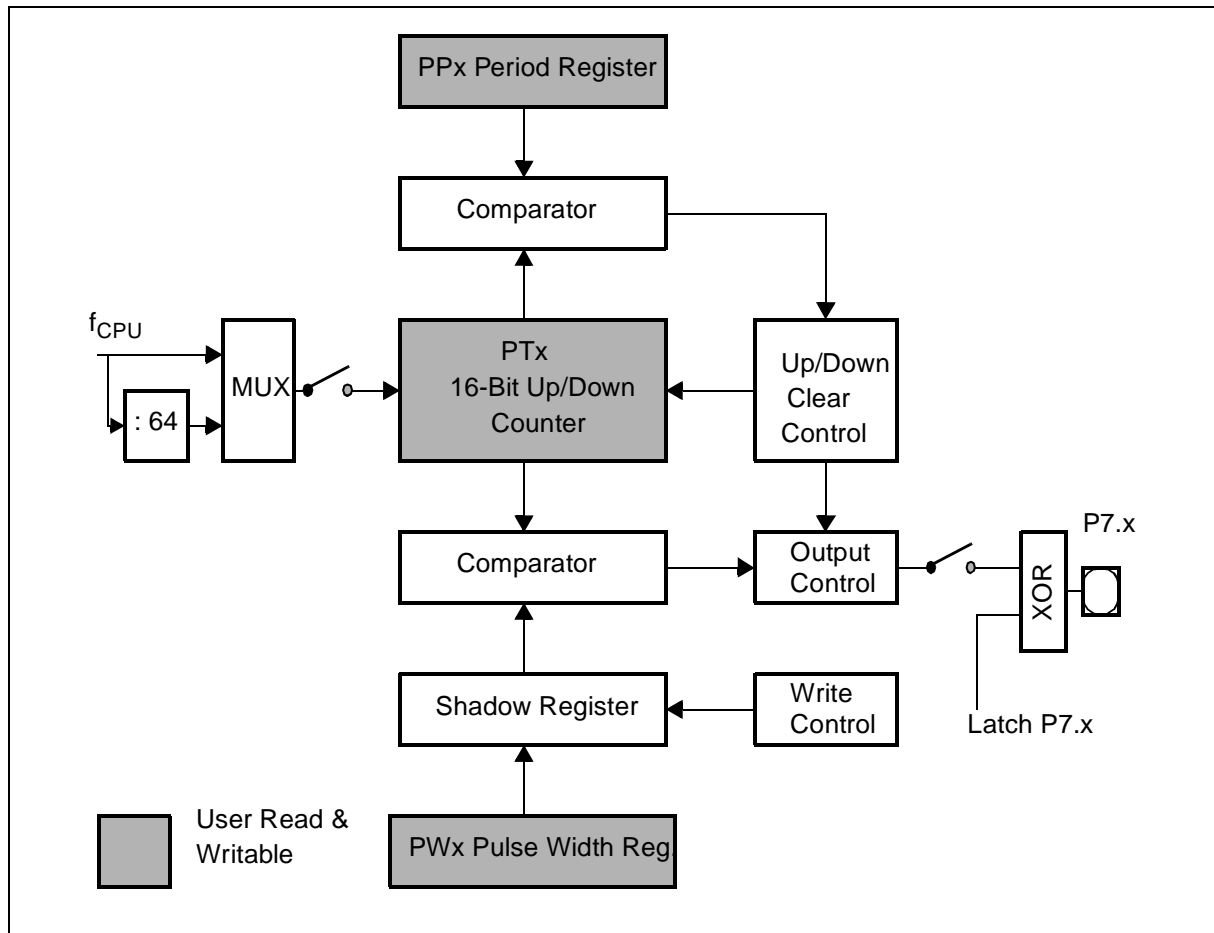 PPx Period Register
Comparator
fCPU
MUX
: 64
PTx
16-Bit Up/Down
Counter
Up/Down
Clear
Control
Comparator
Output
Control
P7.x
XOR
Shadow Register
Write
Control
Latch P7.x
User Read &
Writable
PWx Pulse Width Reg.